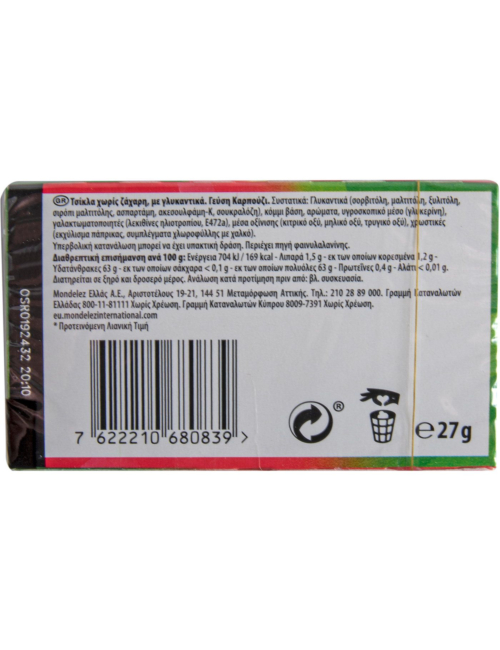 GR Τσίκλα χωρίς ζάχαρη, με γλυκαντικά. Γεύση Καρπούζι. Συστατικά: Γλυκαντικά (σορβιτόλη, μαλτιτόλη, ξυλιτόλη,
σιρόπι μαλτιτόλης, ασπαρτάμη, ακεσουλφάμη-Κ, σουκραλόζη), κόμμι βάση, αρώματα, υγροσκοπικό μέσο (γλυκερίνη),
γαλακτωματοποιητές (λεκιθίνες ηλιοτροπίου, E472a), μέσα οξίνισης (κιτρικό οξύ, μηλικό οξύ, τρυγικό οξύ), χρωστικές
(εκχύλισμα πάπρικας, συμπλέγματα χλωροφύλλης με χαλκό).
Υπερβολική κατανάλωση μπορεί να έχει υπακτική δράση. Περιέχει πηγή φαινυλαλανίνης.
Διαθρεπτική επισήμανση ανά 100 g: Ενέργεια 704 kJ / 169 kcal - Λιπαρά 1,5 g - εκ των οποίων κορεσμένα 1,2 g -
Υδατάνθρακες 63 g - εκ των οποίων σάκχαρα < 0,1 g - εκ των οποίων πολυόλες 63 g - Πρωτεΐνες 0,4 g - Αλάτι < 0,01 g.
Διατηρείται σε ξηρό και δροσερό μέρος. Ανάλωση κατά προτίμηση πριν από: βλ. συσκευασία.
Mondelez Ελλάς Α.Ε., Αριστοτέλους 19-21, 144 51 Μεταμόρφωση Αττικής. Τηλ.: 210 28 89 000. Γραμμή Καταναλωτών
Ελλάδας 800-11-81111 Χωρίς Χρέωση. Γραμμή Καταναλωτών Κύπρου 8009-7391 Χωρίς Χρέωση.
eu.mondelezinternational.com
* Προτεινόμενη Λιανική Τιμή
OSR0192432 20:10
7 622210 680839 >
®
℮ 27 g